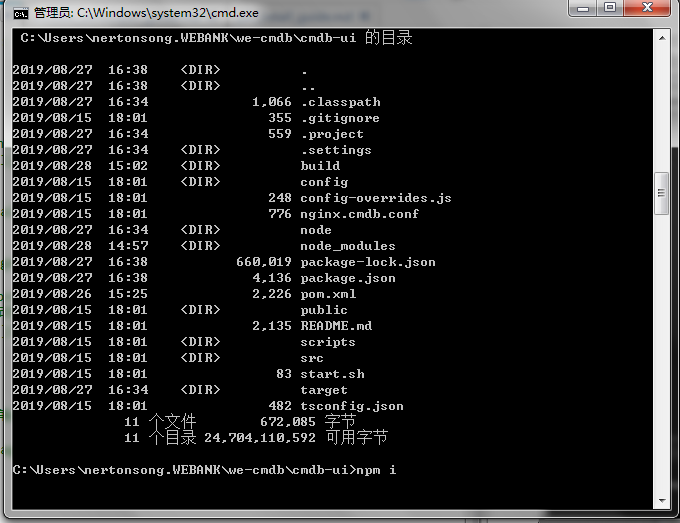 管理员: C:\Windows\system32\cmd.exe
C:\Users\nertonsong.WEBANK\we-cmdb\cmdb-ui 的目录
2019/08/27  16:38    <DIR>          .
2019/08/27  16:38    <DIR>          ..
2019/08/27  16:34             1,066 .classpath
2019/08/15  18:01               355 .gitignore
2019/08/27  16:34               559 .project
2019/08/27  16:34    <DIR>          .settings
2019/08/28  15:02    <DIR>          build
2019/08/15  18:01    <DIR>          config
2019/08/15  18:01               248 config-overrides.js
2019/08/15  18:01               776 nginx.cmdb.conf
2019/08/27  16:34    <DIR>          node
2019/08/28  14:57    <DIR>          node_modules
2019/08/27  16:38           660,019 package-lock.json
2019/08/27  16:38             4,136 package.json
2019/08/26  15:25             2,226 pom.xml
2019/08/15  18:01    <DIR>          public
2019/08/15  18:01             2,135 README.md
2019/08/15  18:01    <DIR>          scripts
2019/08/15  18:01    <DIR>          src
2019/08/15  18:01                83 start.sh
2019/08/27  16:34    <DIR>          target
2019/08/15  18:01               482 tsconfig.json
11 个文件        672,085 字节
11 个目录 24,704,110,592 可用字节
C:\Users\nertonsong.WEBANK\we-cmdb\cmdb-ui>npm i